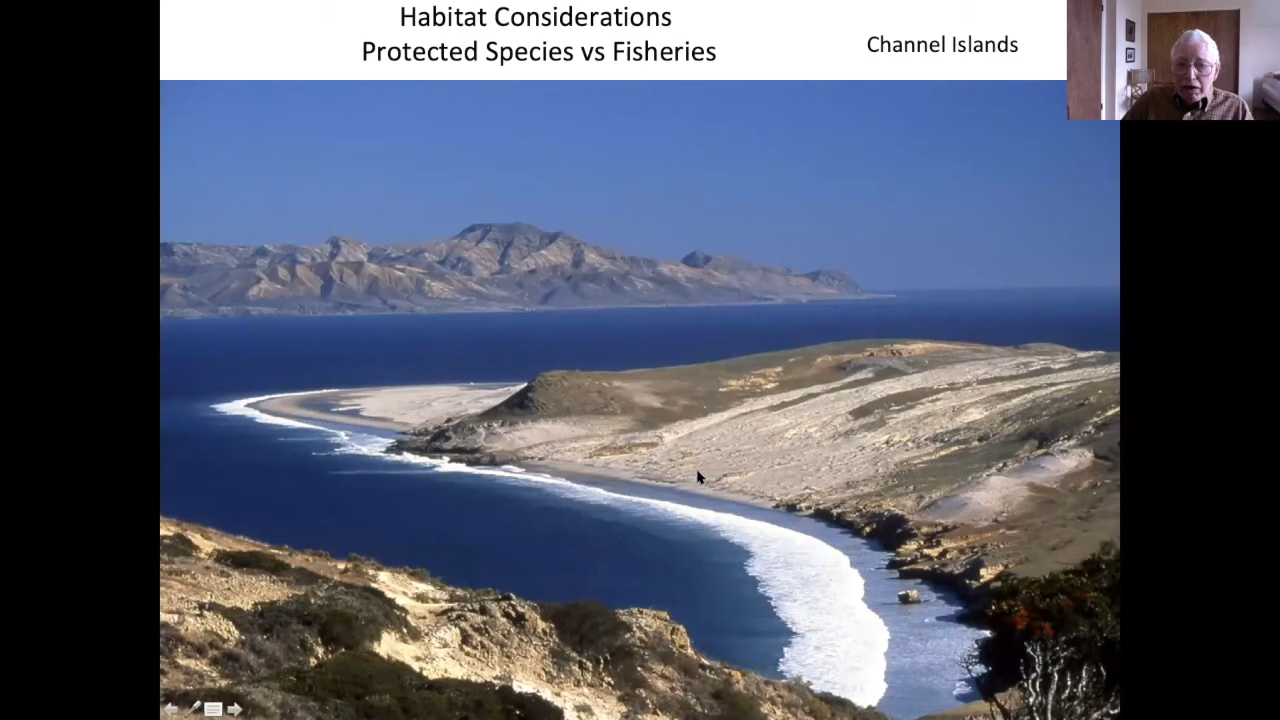 Habitat Considerations
Protected Species vs Fisheries
Channel Islands